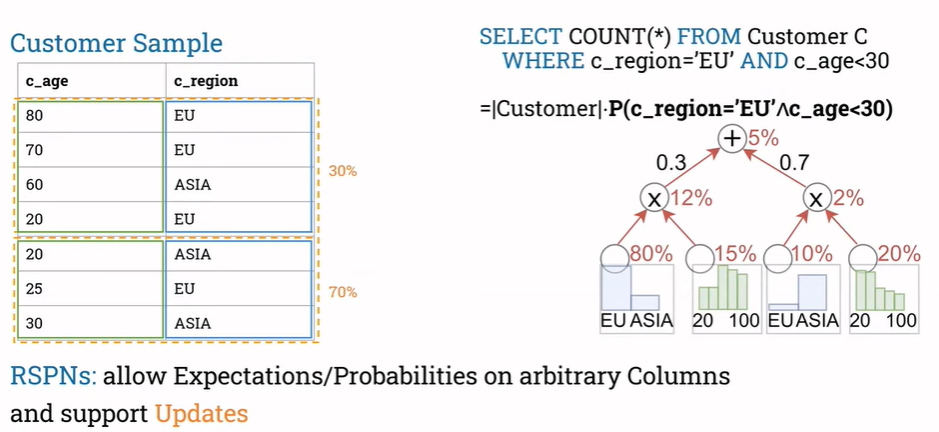 Customer Sample
c_age c_region
80 EU
70 EU
60 ASIA
20 EU
30%
20 ASIA
25 EU
30 ASIA
70%
SELECT COUNT(*) FROM Customer C
WHERE c_region='EU' AND c_age<30
=|Customer|·P(c_region='EU'∧c_age<30)
+ 5%
0.3 0.7
x 12% x 2%
80% 15% 10% 20%
EU ASIA 20 100 EU ASIA 20 100
RSPNs: allow Expectations/Probabilities on arbitrary Columns
and support Updates